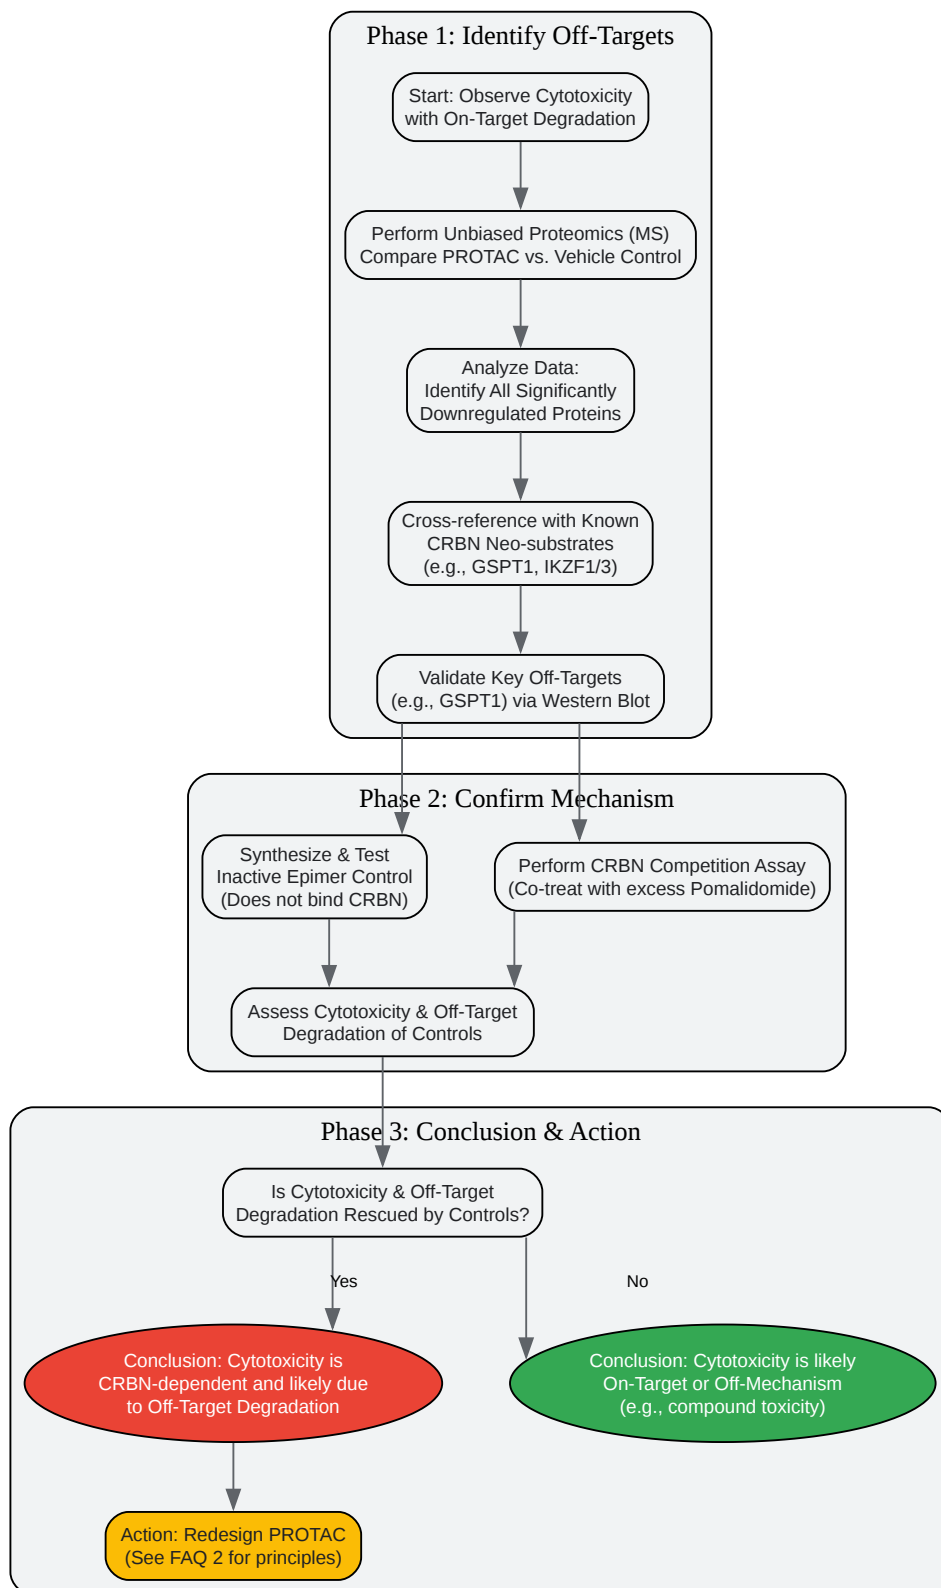 Phase 1: Identify Off-Targets
Start: Observe Cytotoxicity
with On-Target Degradation
Perform Unbiased Proteomics (MS)
Compare PROTAC vs. Vehicle Control
Analyze Data:
Identify All Significantly
Downregulated Proteins
Cross-reference with Known
CRBN Neo-substrates
(e.g., GSPT1, IKZF1/3)
Validate Key Off-Targets
(e.g., GSPT1) via Western Blot
Phase 2: Confirm Mechanism
Synthesize & Test
Inactive Epimer Control
(Does not bind CRBN)
Perform CRBN Competition Assay
(Co-treat with excess Pomalidomide)
Assess Cytotoxicity & Off-Target
Degradation of Controls
Phase 3: Conclusion & Action
Is Cytotoxicity & Off-Target
Degradation Rescued by Controls?
Yes
No
Conclusion: Cytotoxicity is
CRBN-dependent and likely due
to Off-Target Degradation
Conclusion: Cytotoxicity is likely
On-Target or Off-Mechanism
(e.g., compound toxicity)
Action: Redesign PROTAC
(See FAQ 2 for principles)